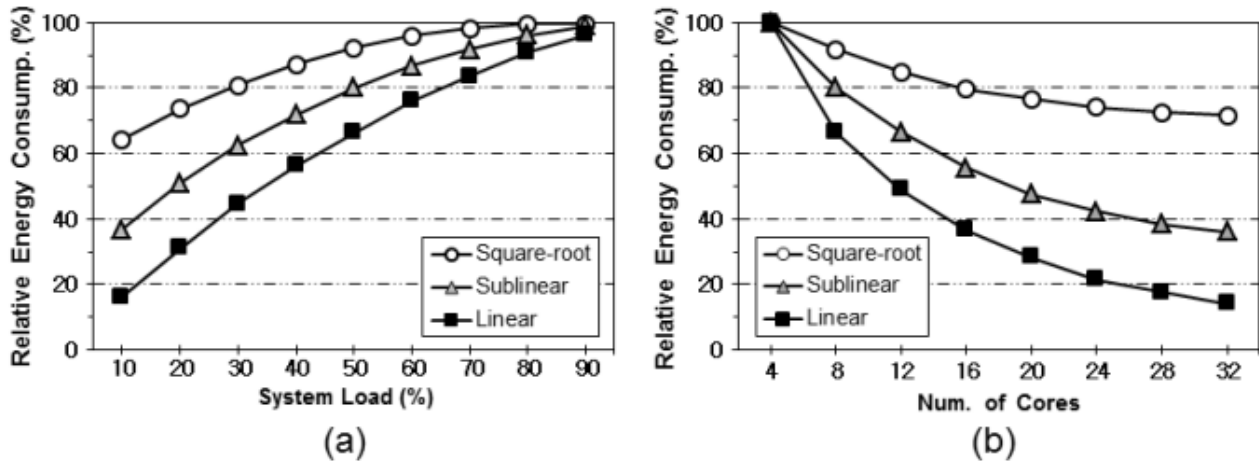 Relative Energy Consump. (%)
100
80
60
40
20
0
Square-root
Sublinear
Linear
10 20 30 40 50 60 70 80 90
System Load (%)
(a)
Relative Energy Consump. (%)
100
80
60
40
20
0
Square-root
Sublinear
Linear
4 8 12 16 20 24 28 32
Num. of Cores
(b)